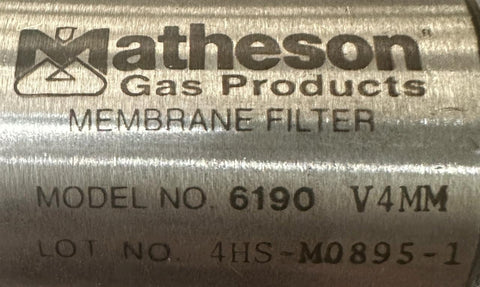 Matheson
Gas Products
MEMBRANE FILTER
MODEL NO. 6190 V4MM
LOT NO. 4HS-M0895-1